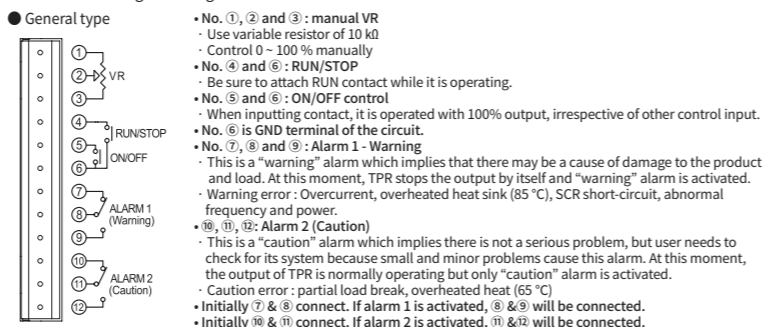 ● General type
① 
② VR
③
④
RUN/STOP
⑤
ON/OFF
⑥
⑦
ALARM 1
⑧
(Warning)
⑨
⑩
ALARM 2
⑪
(Caution)
⑫
• No. ①, ② and ③ : manual VR
· Use variable resistor of 10 kΩ
· Control 0 ~ 100 % manually
• No. ④ and ⑥ : RUN/STOP
· Be sure to attach RUN contact while it is operating.
• No. ⑤ and ⑥ : ON/OFF control
· When inputting contact, it is operated with 100% output, irrespective of other control input.
• No. ⑥ is GND terminal of the circuit.
• No. ⑦, ⑧ and ⑨ : Alarm 1 - Warning
· This is a “warning” alarm which implies that there may be a cause of damage to the product
and load. At this moment, TPR stops the output by itself and “warning” alarm is activated.
· Warning error : Overcurrent, overheated heat sink (85 °C), SCR short-circuit, abnormal
frequency and power.
• ⑩, ⑪, ⑫: Alarm 2 (Caution)
· This is a “caution” alarm which implies there is not a serious problem, but user needs to
check for its system because small and minor problems cause this alarm. At this moment,
the output of TPR is normally operating but only “caution” alarm is activated.
· Caution error : partial load break, overheated heat (65 °C)
• Initially ⑦ & ⑧ connect. If alarm 1 is activated, ⑧ &⑨ will be connected.
• Initially ⑩ & ⑪ connect. If alarm 2 is activated, ⑪ &⑫ will be connected.